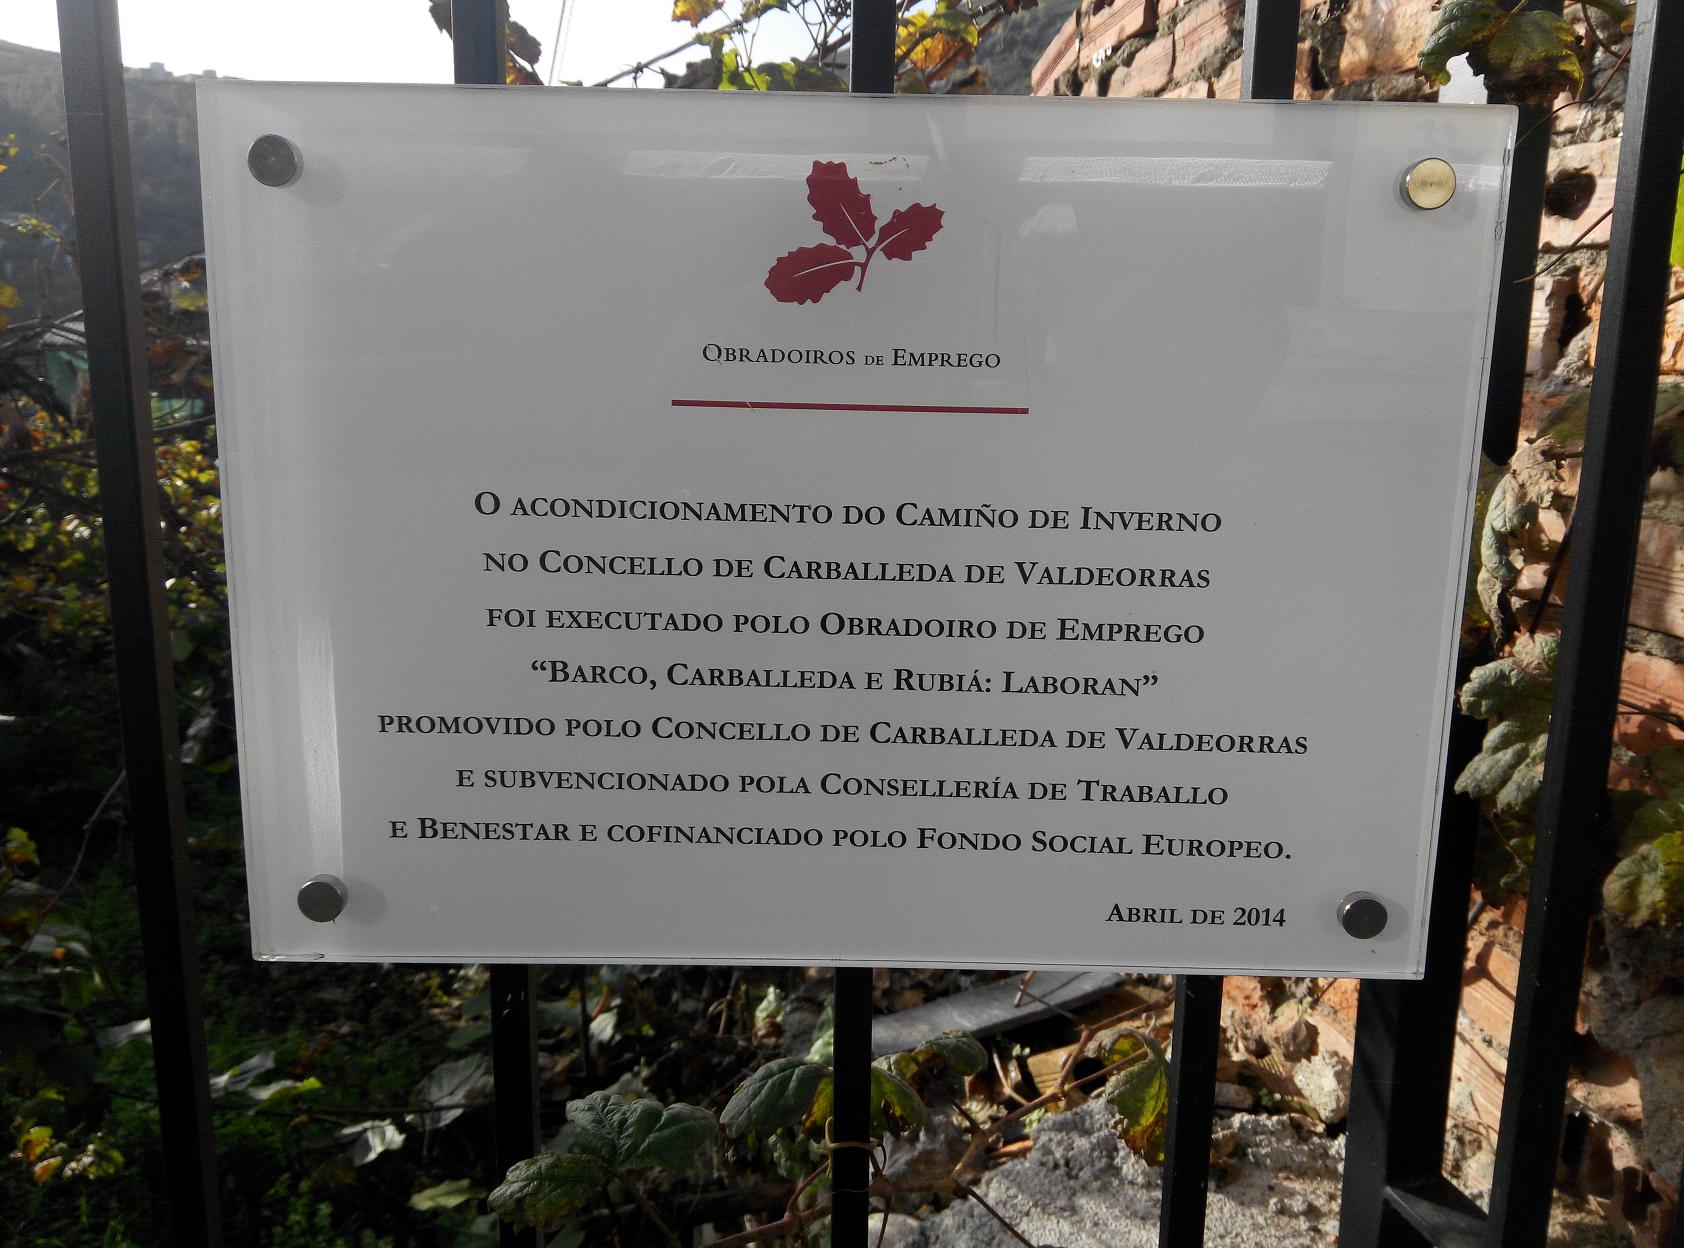 OBRADOIROS DE EMPREGO
O ACONDICIONAMENTO DO CAMIÑO DE INVERNO
NO CONCELLO DE CARBALLEDA DE VALDEORRAS
FOI EXECUTADO POLO OBRADOIRO DE EMPREGO
“BARCO, CARBALLEDA E RUBIÁ: LABORAN”
PROMOVIDO POLO CONCELLO DE CARBALLEDA DE VALDEORRAS
E SUBVENCIONADO POLA CONSELLERÍA DE TRABALLO
E BENESTAR E COFINANCIADO POLO FONDO SOCIAL EUROPEO.
ABRIL DE 2014